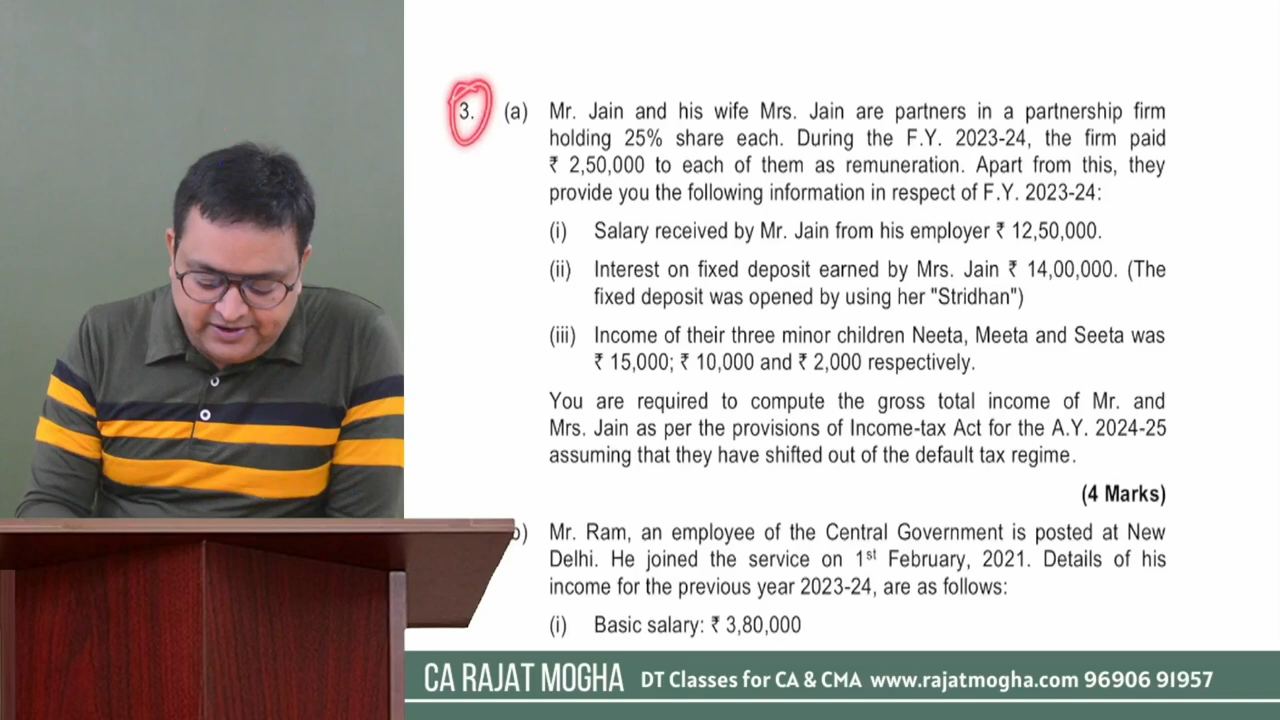 3. (a) Mr. Jain and his wife Mrs. Jain are partners in a partnership firm
holding 25% share each. During the F.Y. 2023-24, the firm paid
₹ 2,50,000 to each of them as remuneration. Apart from this, they
provide you the following information in respect of F.Y. 2023-24:
(i) Salary received by Mr. Jain from his employer ₹ 12,50,000.
(ii) Interest on fixed deposit earned by Mrs. Jain ₹ 14,00,000. (The
fixed deposit was opened by using her "Stridhan")
(iii) Income of their three minor children Neeta, Meeta and Seeta was
₹ 15,000; ₹ 10,000 and ₹ 2,000 respectively.
You are required to compute the gross total income of Mr. and
Mrs. Jain as per the provisions of Income-tax Act for the A.Y. 2024-25
assuming that they have shifted out of the default tax regime.
(4 Marks)
b) Mr. Ram, an employee of the Central Government is posted at New
Delhi. He joined the service on 1st February, 2021. Details of his
income for the previous year 2023-24, are as follows:
(i) Basic salary: ₹ 3,80,000
CA RAJAT MOGHA DT Classes for CA & CMA www.rajatmogha.com 96906 91957